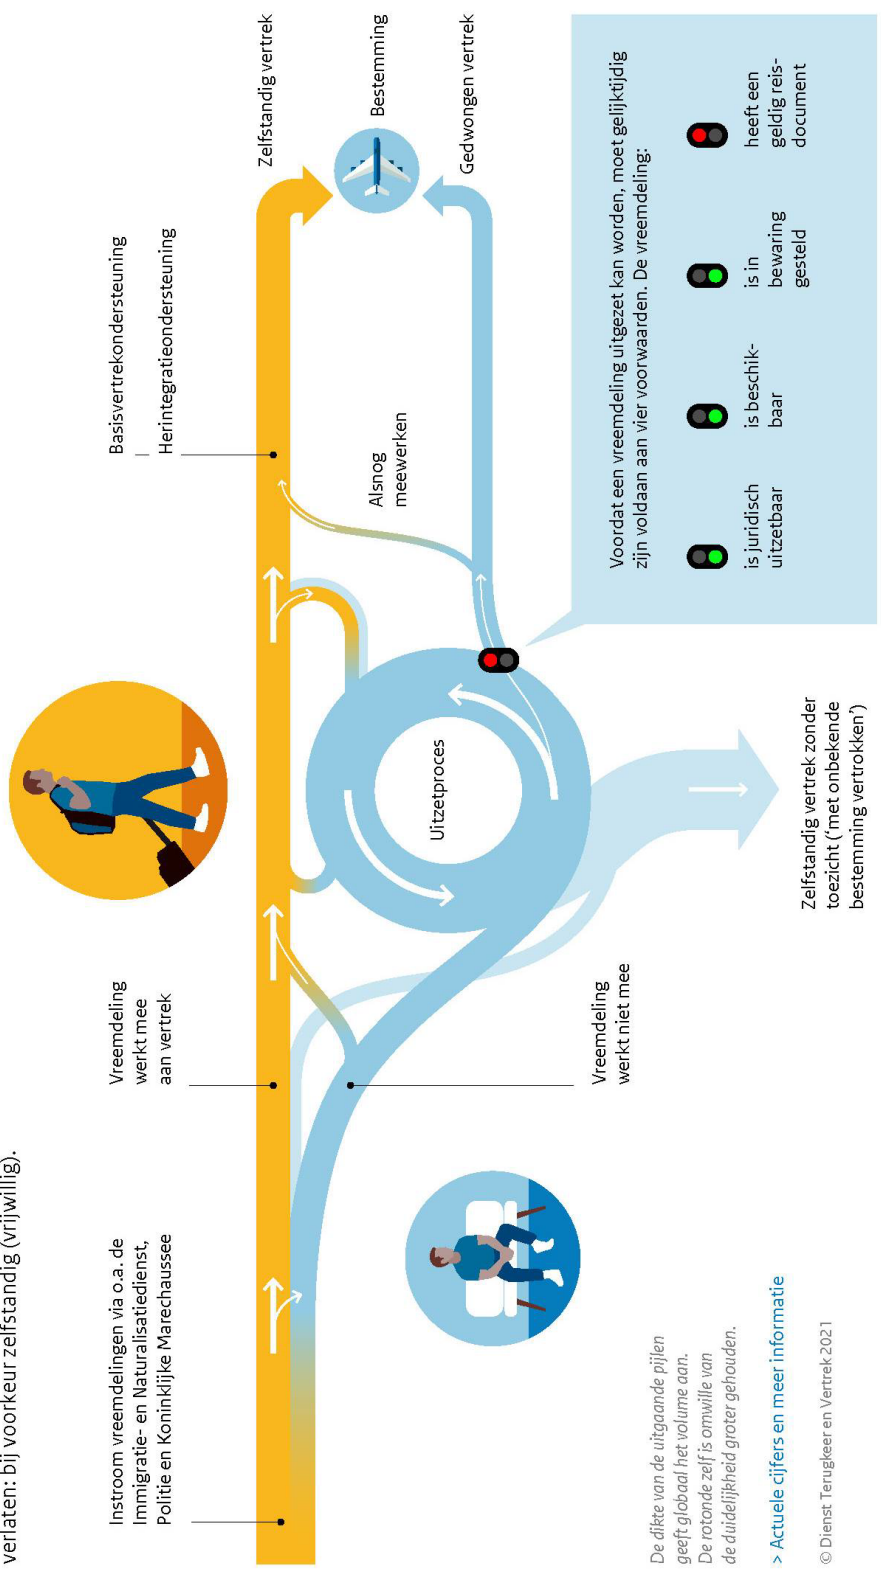 verlaten: bij voorkeur zelfstandig (vrijwillig).
Instroom vreemdelingen via o.a. de
Immigratie- en Naturalisatiedienst,
Politie en Koninklijke Marechaussee
Vreemdeling
werkt mee
aan vertrek
Basisvertrekondersteuning
Herintegratieondersteuning
Zelfstandig vertrek
Bestemming
Gedwongen vertrek
Alsnog
meewerken
Uitzetproces
Vreemdeling
werkt niet mee
Voordat een vreemdeling uitgezet kan worden, moet gelijktijdig
zijn voldaan aan vier voorwaarden. De vreemdeling:
is juridisch
uitzetbaar
is beschik-
baar
is in
bewaring
gesteld
heeft een
geldig reis-
document
Zelfstandig vertrek zonder
toezicht (‘met onbekende
bestemming vertrokken’)
De dikte van de uitgaande pijlen
geeft globaal het volume aan.
De rotonde zelf is omwille van
de duidelijkheid groter gehouden.
> Actuele cijfers en meer informatie
© Dienst Terugkeer en Vertrek 2021